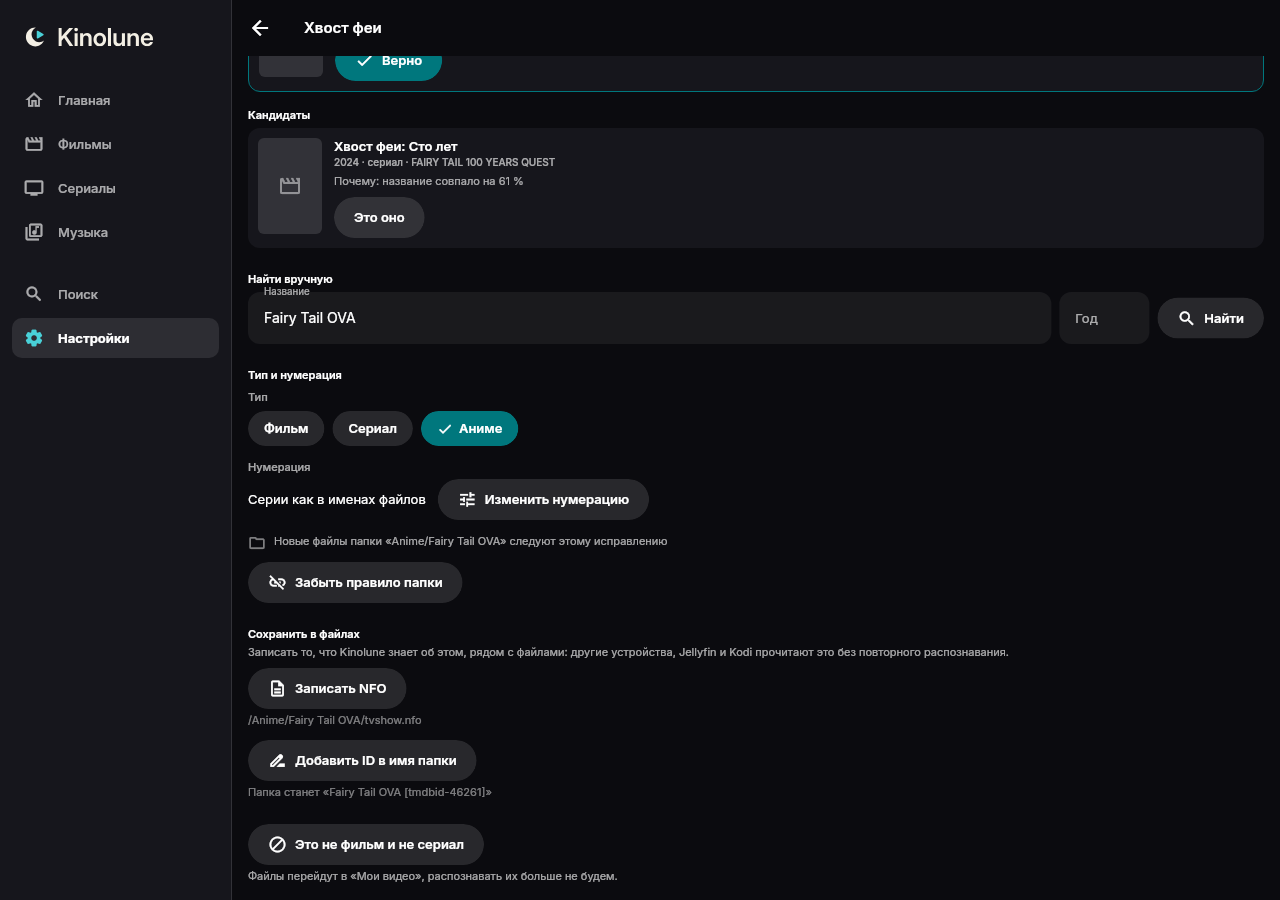 Kinolune
Главная
Фильмы
Сериалы
Музыка
Поиск
Настройки
Хвост феи
Верно
Кандидаты
Хвост феи: Сто лет
2024 · сериал · FAIRY TAIL 100 YEARS QUEST
Почему: название совпало на 61 %
Это оно
Найти вручную
Название
Fairy Tail OVA
Год
Найти
Тип и нумерация
Тип
Фильм
Сериал
Аниме
Нумерация
Серии как в именах файлов
Изменить нумерацию
Новые файлы папки «Anime/Fairy Tail OVA» следуют этому исправлению
Забыть правило папки
Сохранить в файлах
Записать то, что Kinolune знает об этом, рядом с файлами: другие устройства, Jellyfin и Kodi прочитают это без повторного распознавания.
Записать NFO
/Anime/Fairy Tail OVA/tvshow.nfo
Добавить ID в имя папки
Папка станет «Fairy Tail OVA [tmdbid-46261]»
Это не фильм и не сериал
Файлы перейдут в «Мои видео», распознавать их больше не будем.